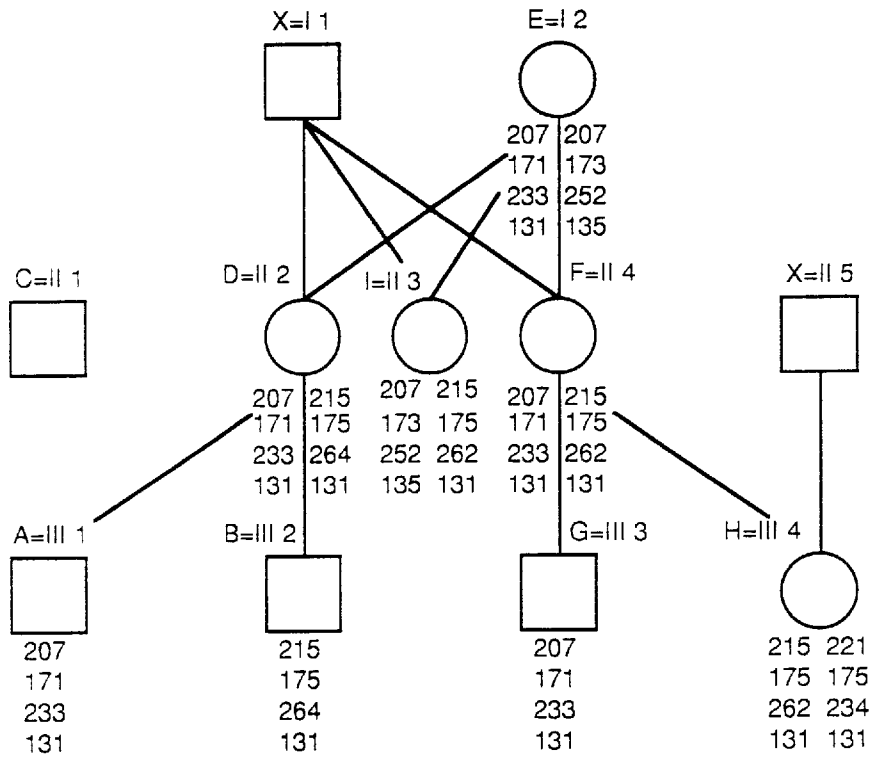 X=I 1 E=I 2
207 207
171 173
233 252
131 135
C=II 1 D=II 2 I=II 3 F=II 4 X=II 5
207 215 207 215 207 215
171 175 173 175 171 175
233 264 252 262 233 262
131 131 135 131 131 131
A=III 1 B=III 2 G=III 3 H=III 4
207 215 207 215 221
171 175 171 175 175
233 264 233 262 234
131 131 131 131 131